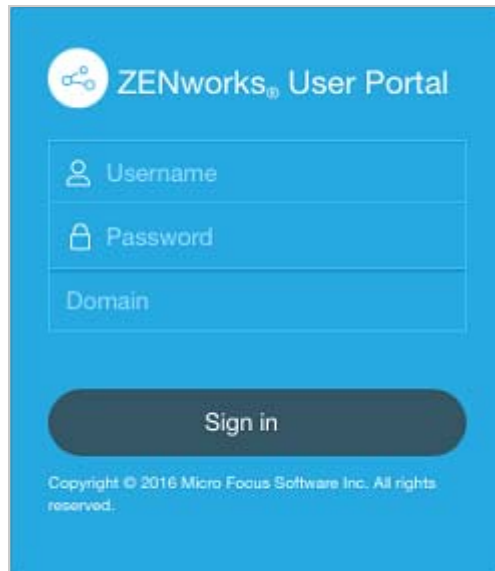 ZENworks® User Portal
Username
Password
Domain
Sign in
Copyright © 2016 Micro Focus Software Inc. All rights
reserved.